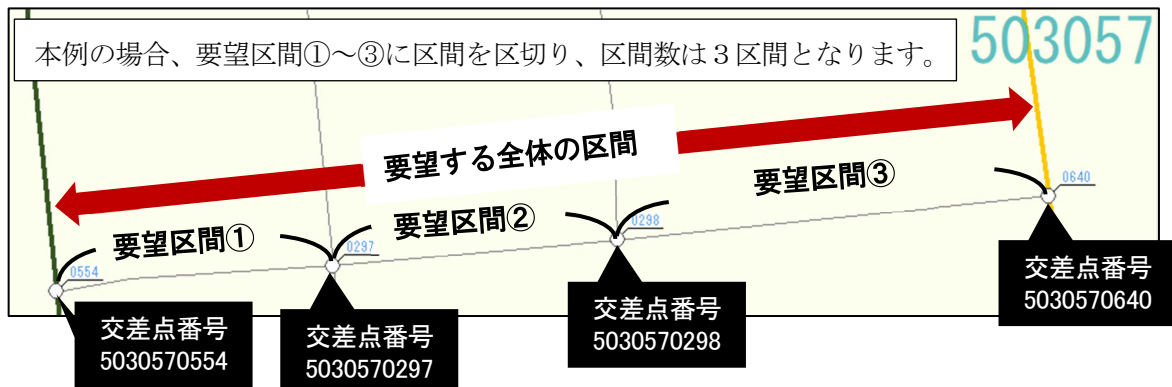 本例の場合、要望区間①～③に区間を区切り、区間数は３区間となります。
503057
要望する全体の区間
要望区間①
要望区間②
要望区間③
0554
0297
0298
0640
交差点番号
5030570554
交差点番号
5030570297
交差点番号
5030570298
交差点番号
5030570640